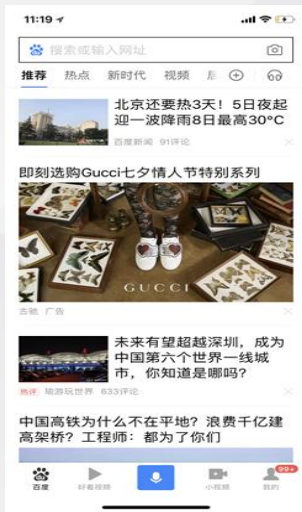 11:19
搜索或输入网址
推荐 热点 新时代 视频
北京还要热3天！5日夜起
迎一波降雨8日最高30°C
百度新闻 91评论
即刻选购Gucci七夕情人节特别系列
GUCCI
古驰 广告
未来有望超越深圳，成为
中国第六个世界一线城
市，你知道是哪吗？
热评 瑜游玩世界 633评论
中国高铁为什么不在平地？浪费千亿建
高架桥？工程师：都为了你们
99+
百度 好看视频 小视频 我的